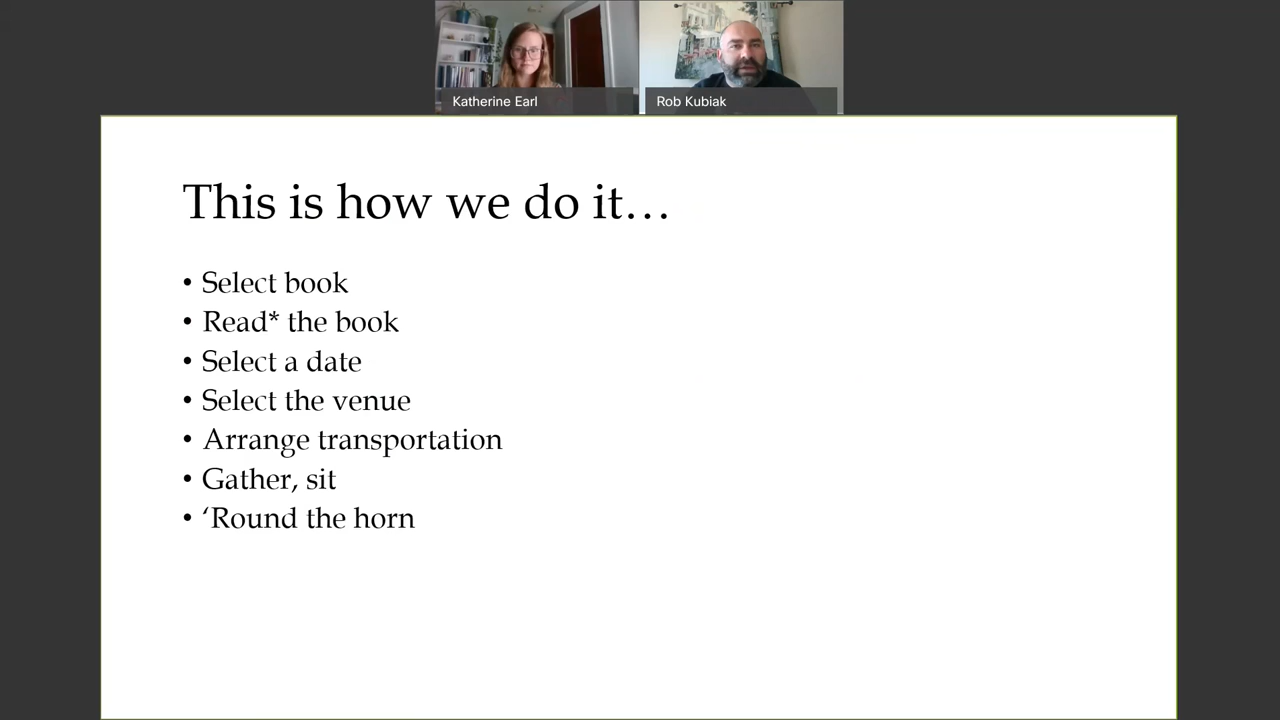 Katherine Earl
Rob Kubiak
This is how we do it…
• Select book
• Read* the book
• Select a date
• Select the venue
• Arrange transportation
• Gather, sit
• ‘Round the horn